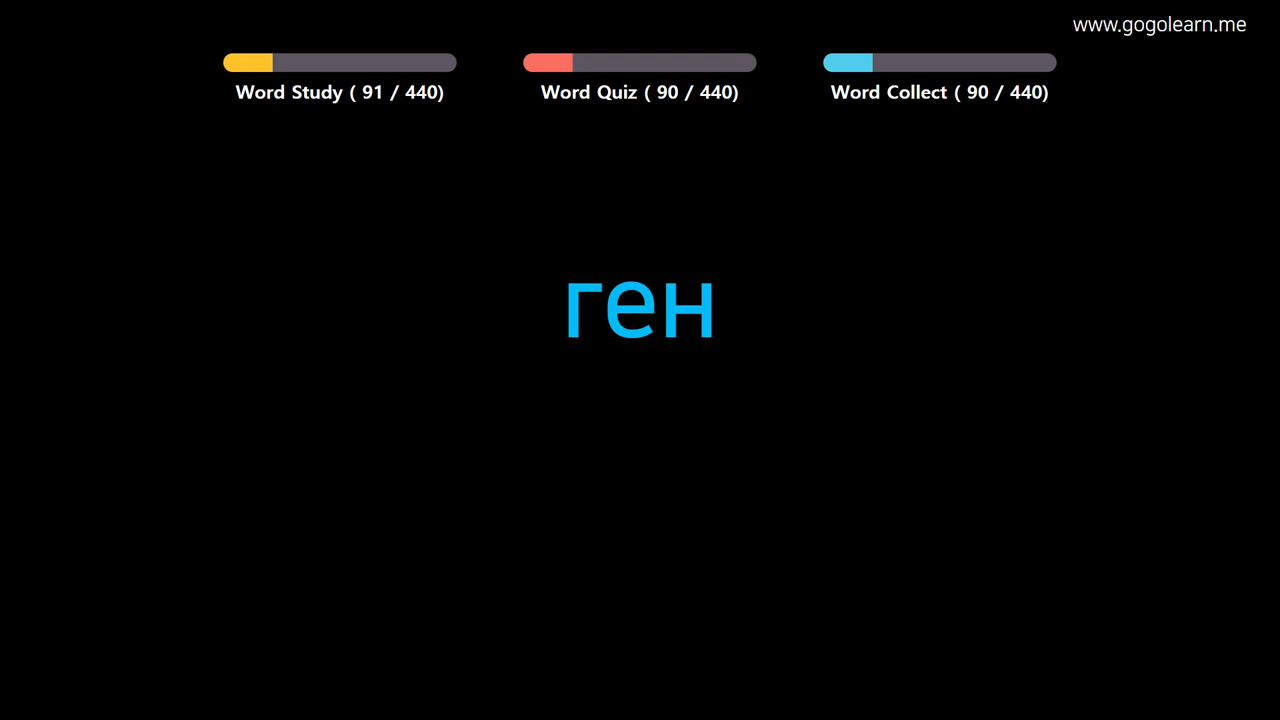 www.gogolearn.me
Word Study ( 91 / 440)
Word Quiz ( 90 / 440)
Word Collect ( 90 / 440)
ген